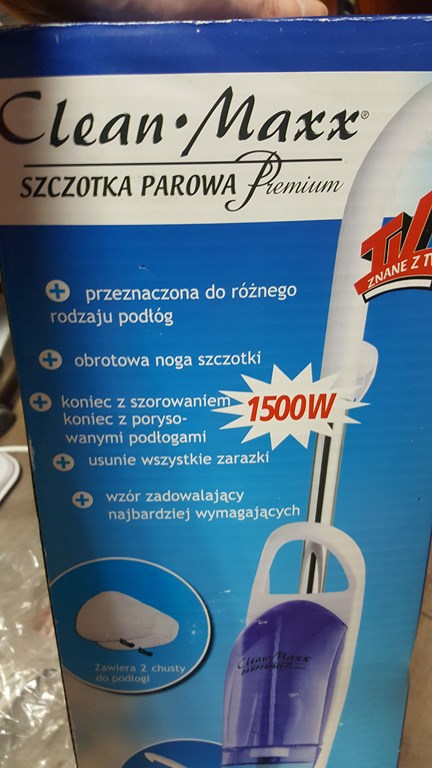 Clean•Maxx®
SZCZOTKA PAROWA Premium
ZNANE Z
przeznaczona do różnego
rodzaju podłóg
obrotowa noga szczotki
koniec z szorowaniem
koniec z poryso-
wanymi podłogami
1500W
usunie wszystkie zarazki
wzór zadowalający
najbardziej wymagających
Clean•Maxx
Zawiera 2 chusty
do podłogi